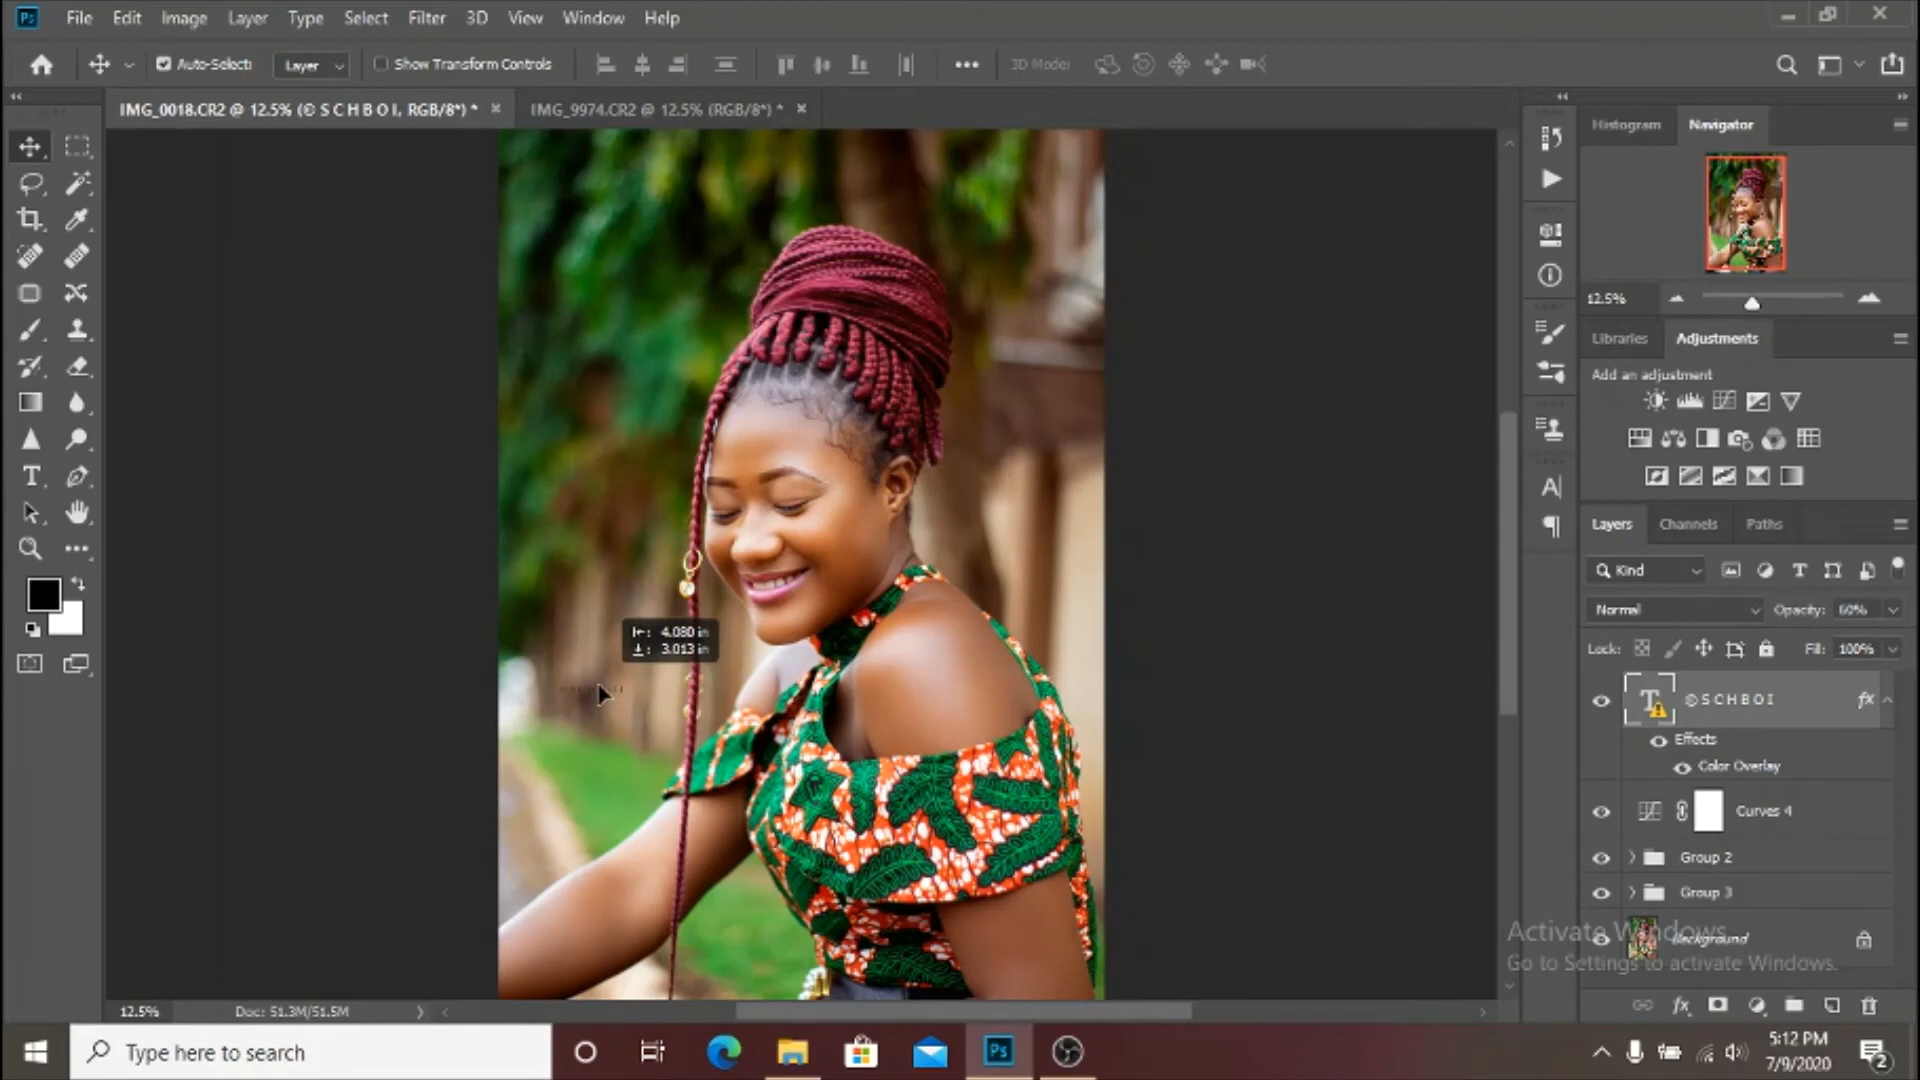 Ps File Edit Image Layer Type Select Filter 3D View Window Help
Auto-Select: Layer Show Transform Controls 3D Mode:
IMG_0018.CR2 @ 12.5% (© S C H B O I, RGB/8*) * × IMG_9974.CR2 @ 12.5% (RGB/8*) * ×
Histogram Navigator
12.5%
Libraries Adjustments
Add an adjustment
Layers Channels Paths
Kind
Normal Opacity: 60%
Lock: Fill: 100%
© S C H B O I fx
Effects
Color Overlay
Curves 4
Group 2
Group 3
Background
Activate Windows
Go to Settings to activate Windows.
4.080 in
3.013 in
12.5% Doc: 51.3M/51.5M
Type here to search
Ps
5:12 PM
7/9/2020
2